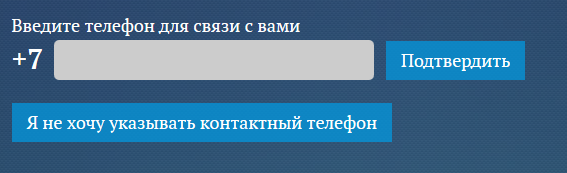 Введите телефон для связи с вами
+7 Подтвердить
Я не хочу указывать контактный телефон